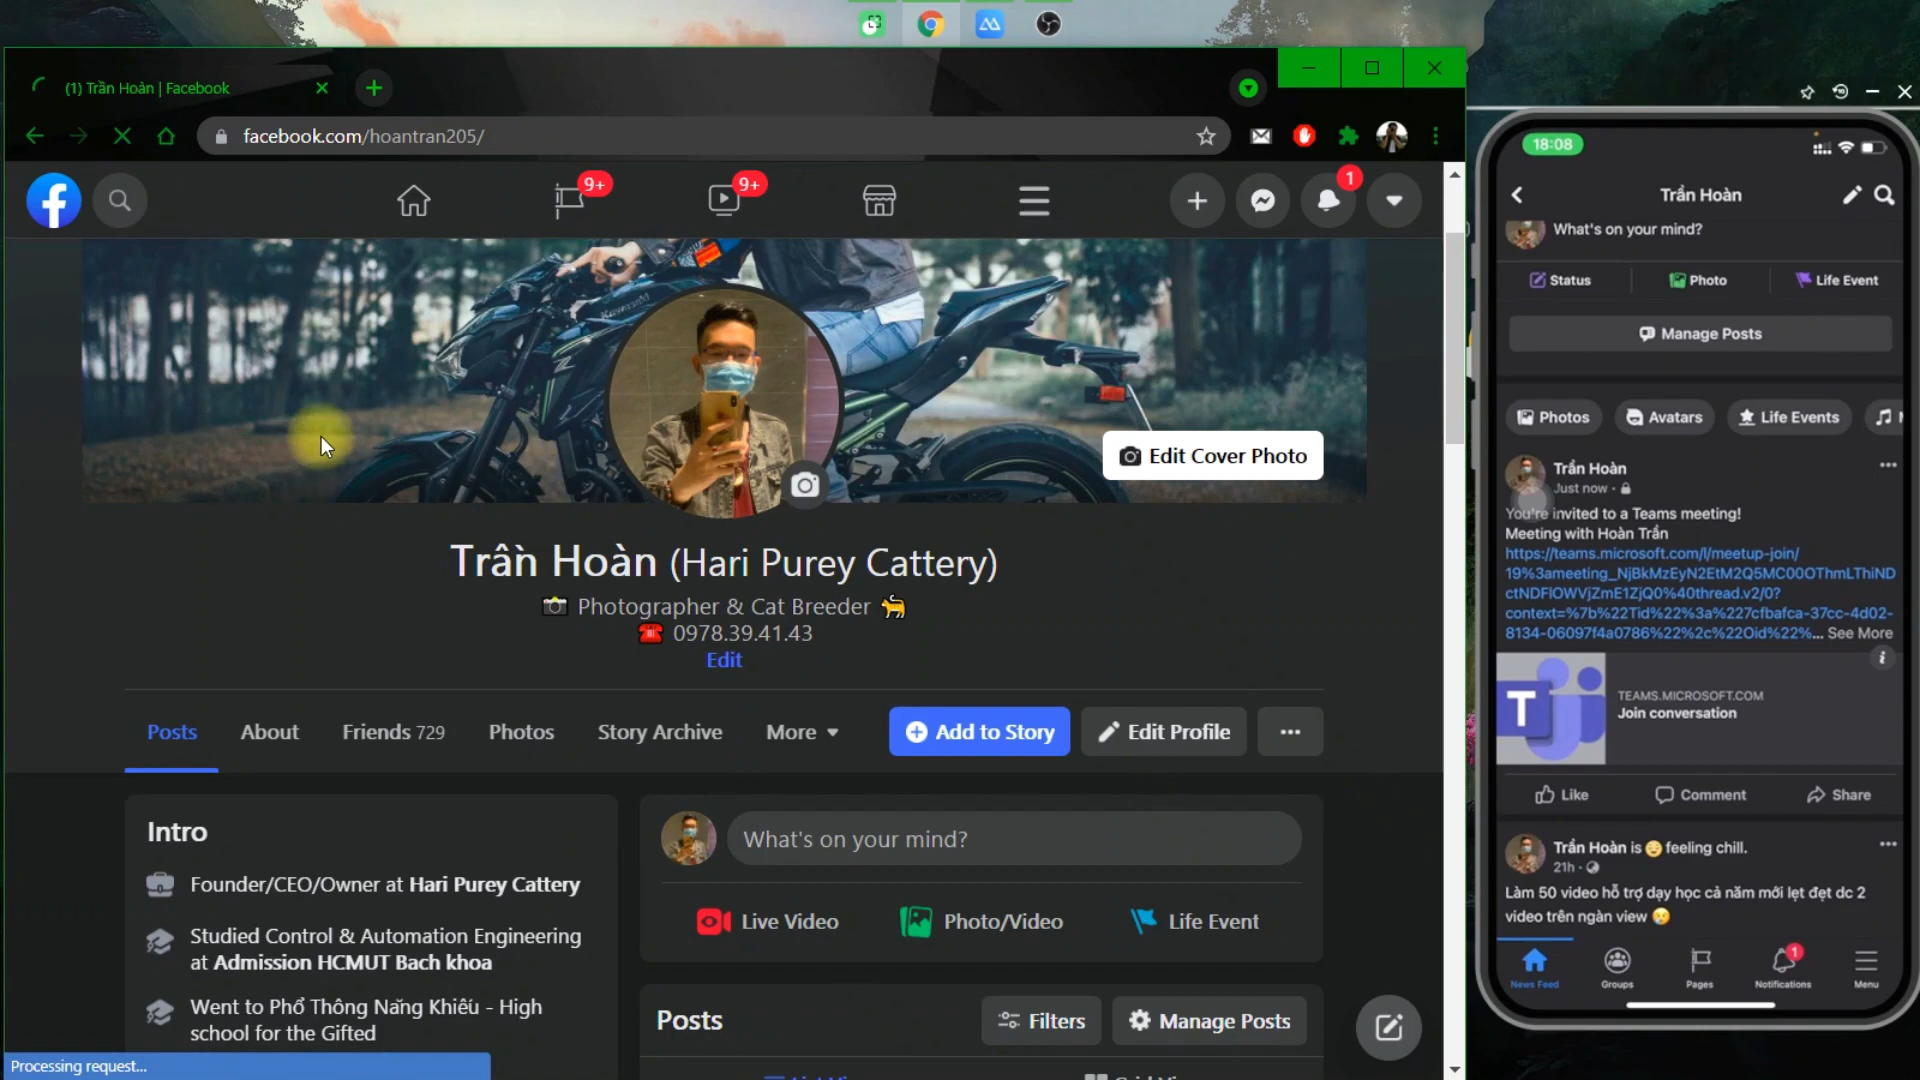 (1) Trần Hoàn | Facebook
facebook.com/hoantran205/
9+
9+
1
Edit Cover Photo
Trần Hoàn (Hari Purey Cattery)
Photographer & Cat Breeder
0978.39.41.43
Edit
Posts
About
Friends 729
Photos
Story Archive
More
Add to Story
Edit Profile
Intro
Founder/CEO/Owner at Hari Purey Cattery
Studied Control & Automation Engineering
at Admission HCMUT Bach khoa
Went to Phổ Thông Năng Khiếu - High
school for the Gifted
What's on your mind?
Live Video
Photo/Video
Life Event
Posts
Filters
Manage Posts
Processing request...
18:08
Trần Hoàn
What's on your mind?
Status
Photo
Life Event
Manage Posts
Photos
Avatars
Life Events
Trần Hoàn
Just now
You're invited to a Teams meeting!
Meeting with Hoàn Trần
https://teams.microsoft.com/l/meetup-join/
19%3ameeting_NjBkMzEyN2EtM2Q5MC00OThmLThiND
ctNDFlOWVjZmE1ZjQ0%40thread.v2/0?
context=%7b%22Tid%22%3a%227cfbafca-37cc-4d02-
8134-06097f4a0786%22%2c%22Oid%22%... See More
TEAMS.MICROSOFT.COM
Join conversation
Like
Comment
Share
Trần Hoàn is feeling chill.
21h
Làm 50 video hỗ trợ dạy học cả năm mới lẹt đẹt dc 2
video trên ngàn view
1
News Feed
Groups
Pages
Notifications
Menu